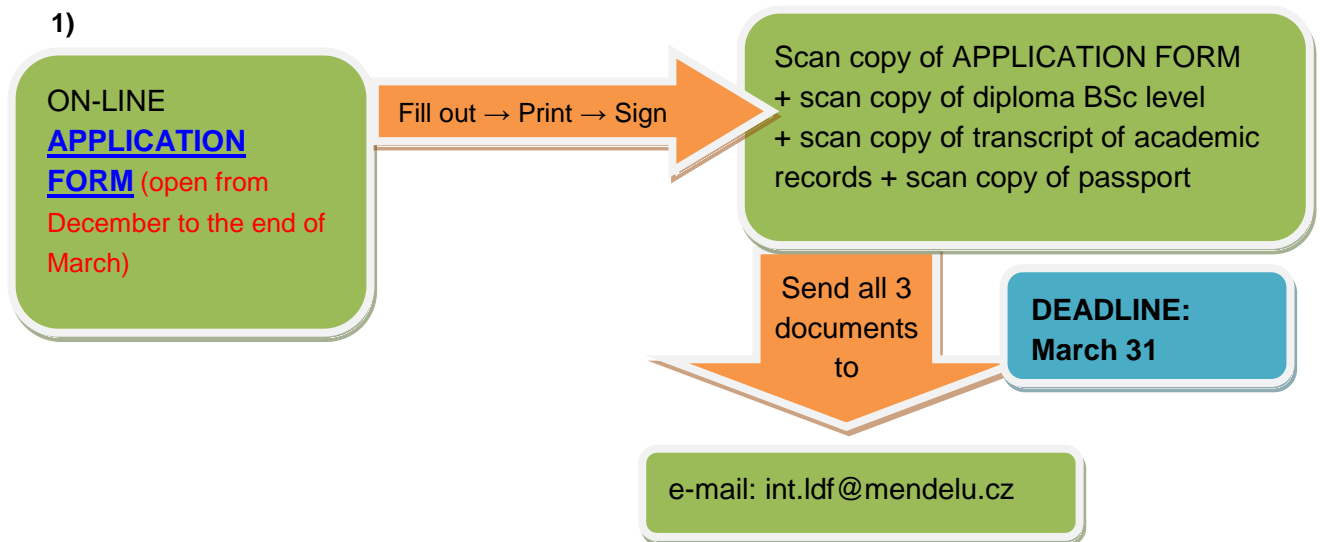 1)
ON-LINE
APPLICATION
FORM (open from
December to the end of
March)
Fill out → Print → Sign
Scan copy of APPLICATION FORM
+ scan copy of diploma BSc level
+ scan copy of transcript of academic
records + scan copy of passport
Send all 3
documents
to
DEADLINE:
March 31
e-mail: int.ldf@mendelu.cz